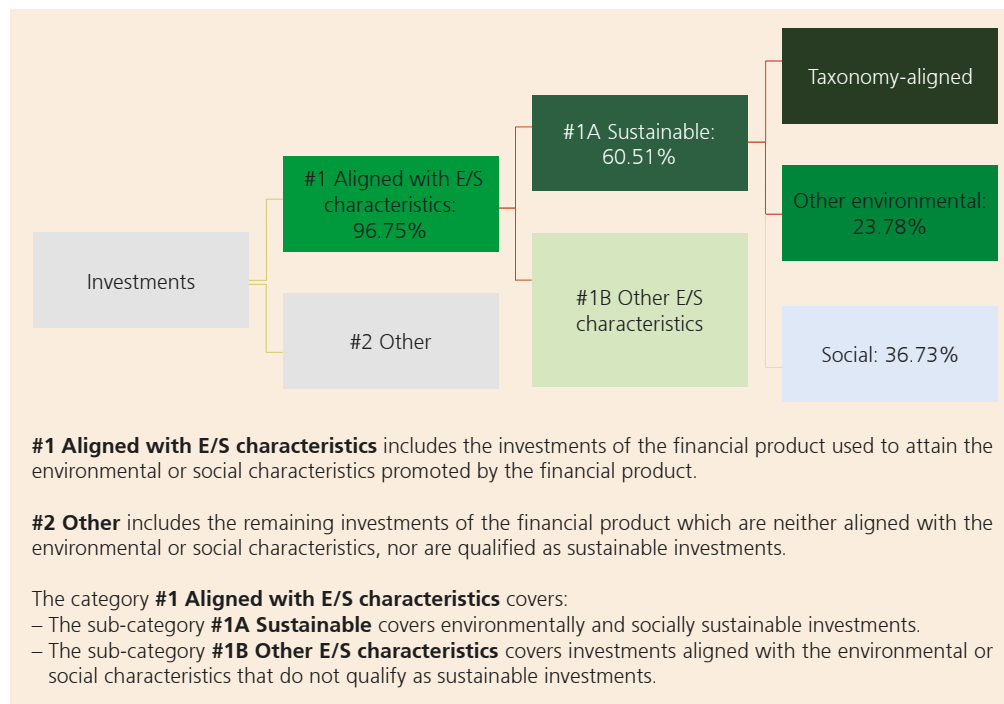 Taxonomy-aligned
#1A Sustainable:
60.51%
#1 Aligned with E/S
characteristics:
96.75%
Other environmental:
23.78%
Investments
#1B Other E/S
characteristics
#2 Other
Social: 36.73%
#1 Aligned with E/S characteristics includes the investments of the financial product used to attain the
environmental or social characteristics promoted by the financial product.
#2 Other includes the remaining investments of the financial product which are neither aligned with the
environmental or social characteristics, nor are qualified as sustainable investments.
The category #1 Aligned with E/S characteristics covers:
– The sub-category #1A Sustainable covers environmentally and socially sustainable investments.
– The sub-category #1B Other E/S characteristics covers investments aligned with the environmental or
social characteristics that do not qualify as sustainable investments.